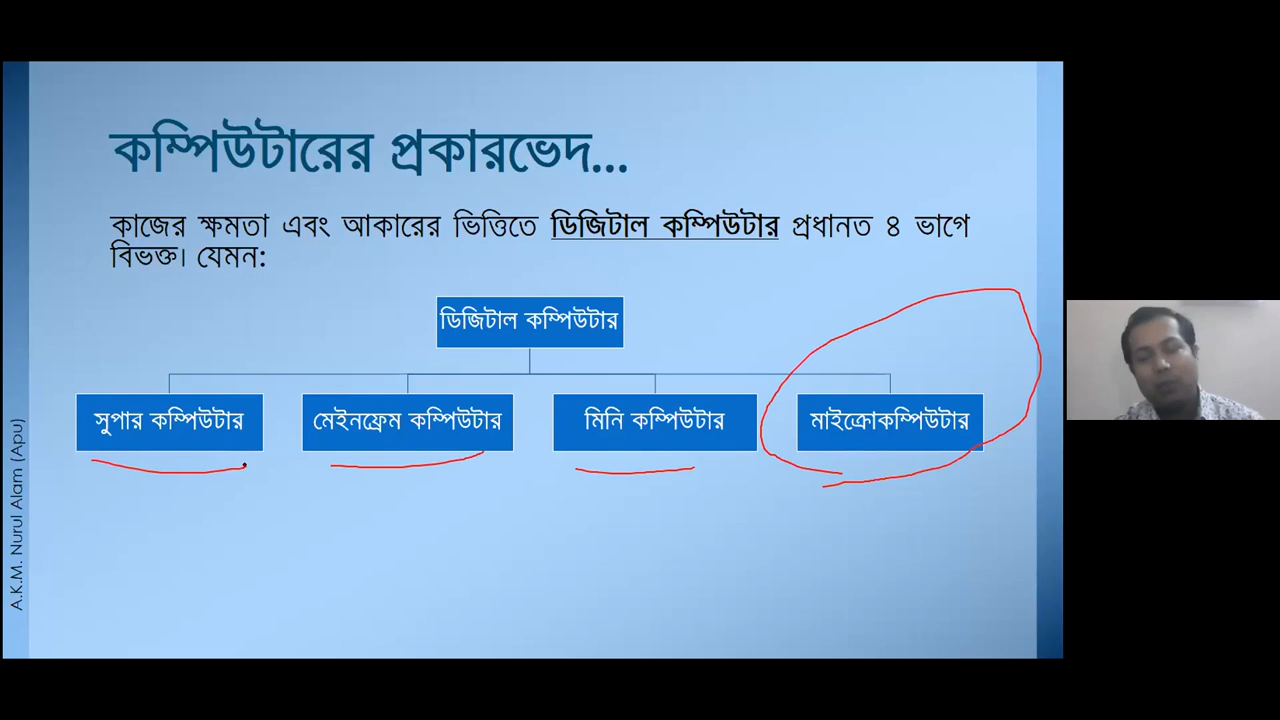 কম্পিউটারের প্রকারভেদ...
কাজের ক্ষমতা এবং আকারের ভিত্তিতে ডিজিটাল কম্পিউটার প্রধানত ৪ ভাগে
বিভক্ত। যেমন:
ডিজিটাল কম্পিউটার
সুপার কম্পিউটার
মেইনফ্রেম কম্পিউটার
মিনি কম্পিউটার
মাইক্রোকম্পিউটার
A.K.M. Nurul Alam (Apu)